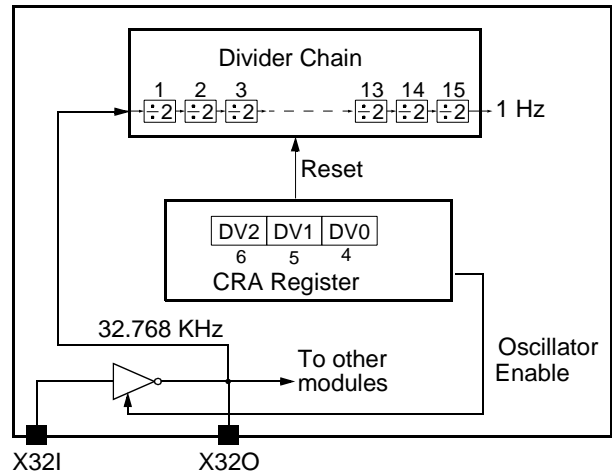 Divider Chain
1 2 3 13 14 15
÷2 ÷2 ÷2 ÷2 ÷2 ÷2 1 Hz
Reset
DV2 DV1 DV0
6 5 4
CRA Register
32.768 KHz
To other
modules
Oscillator
Enable
X32I X32O